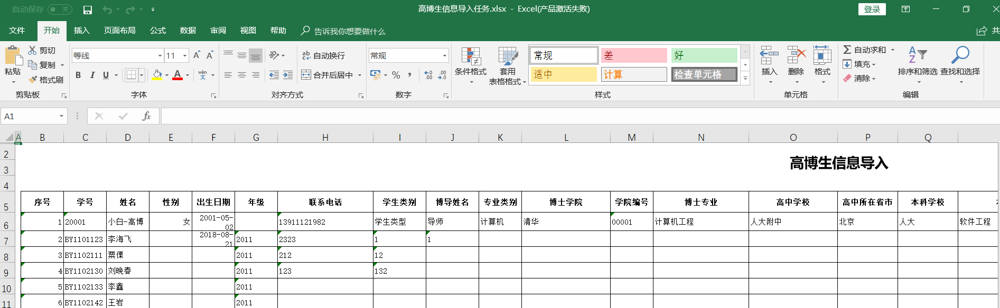 自动保存 关 高博生信息导入任务.xlsx - Excel(产品激活失败) 登录
文件 开始 插入 页面布局 公式 数据 审阅 视图 帮助 告诉我你想要做什么 共
粘贴 剪切 复制 格式刷 剪贴板
等线 11 A A B I U A wén 文 字体
ab c 自动换行 合并后居中 对齐方式
常规 % , .0 .00 .00 .0 数字
条件格式 套用 表格格式 常规 差 好 适中 计算 检查单元格 样式
插入 删除 格式 单元格
自动求和 填充 清除 A Z 排序和筛选 查找和选择 编辑
A1 fx
A B C D E F G H I J K L M N O P Q
2
3 高博生信息导入
4
5 序号 学号 姓名 性别 出生日期 年级 联系电话 学生类别 博导姓名 专业类别 博士学院 学院编号 博士专业 高中学校 高中所在省市 本科学校
6 1 20001 小白-高博 女 2001-05-02 13911121982 学生类型 导师 计算机 清华 00001 计算机工程 人大附中 北京 人大 软件工程
7 2 BY1101123 李海飞 2018-08-21 2011 2323 1 1
8 3 BY1102111 粟傈 2011 212 12
9 4 BY1102130 刘晚春 2011 123 132
10 5 BY1102133 李鑫 2011
11 6 BY1102142 王岩 2011